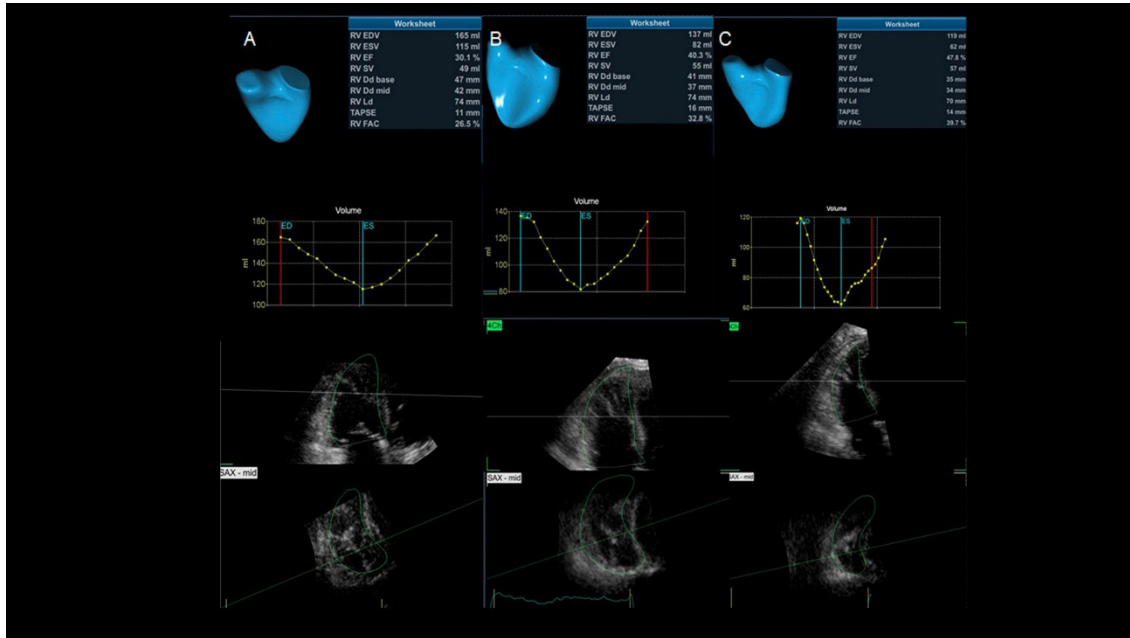 A
Worksheet
RV EDV 165 ml
RV ESV 115 ml
RV EF 30.1 %
RV SV 49 ml
RV Dd base 47 mm
RV Dd mid 42 mm
RV Ld 74 mm
TAPSE 11 mm
RV FAC 26.5 %
Volume
ED
ES
180
160
140
120
100
ml
SAX - mid
B
Worksheet
RV EDV 137 ml
RV ESV 82 ml
RV EF 40.3 %
RV SV 55 ml
RV Dd base 41 mm
RV Dd mid 37 mm
RV Ld 74 mm
TAPSE 16 mm
RV FAC 32.8 %
Volume
ED
ES
140
120
100
80
ml
4Ch
SAX - mid
C
Worksheet
RV EDV 119 ml
RV ESV 62 ml
RV EF 47.8 %
RV SV 57 ml
RV Dd base 35 mm
RV Dd mid 34 mm
RV Ld 70 mm
TAPSE 14 mm
RV FAC 39.7 %
Volume
ED
ES
120
100
80
60
ml
SAX - mid